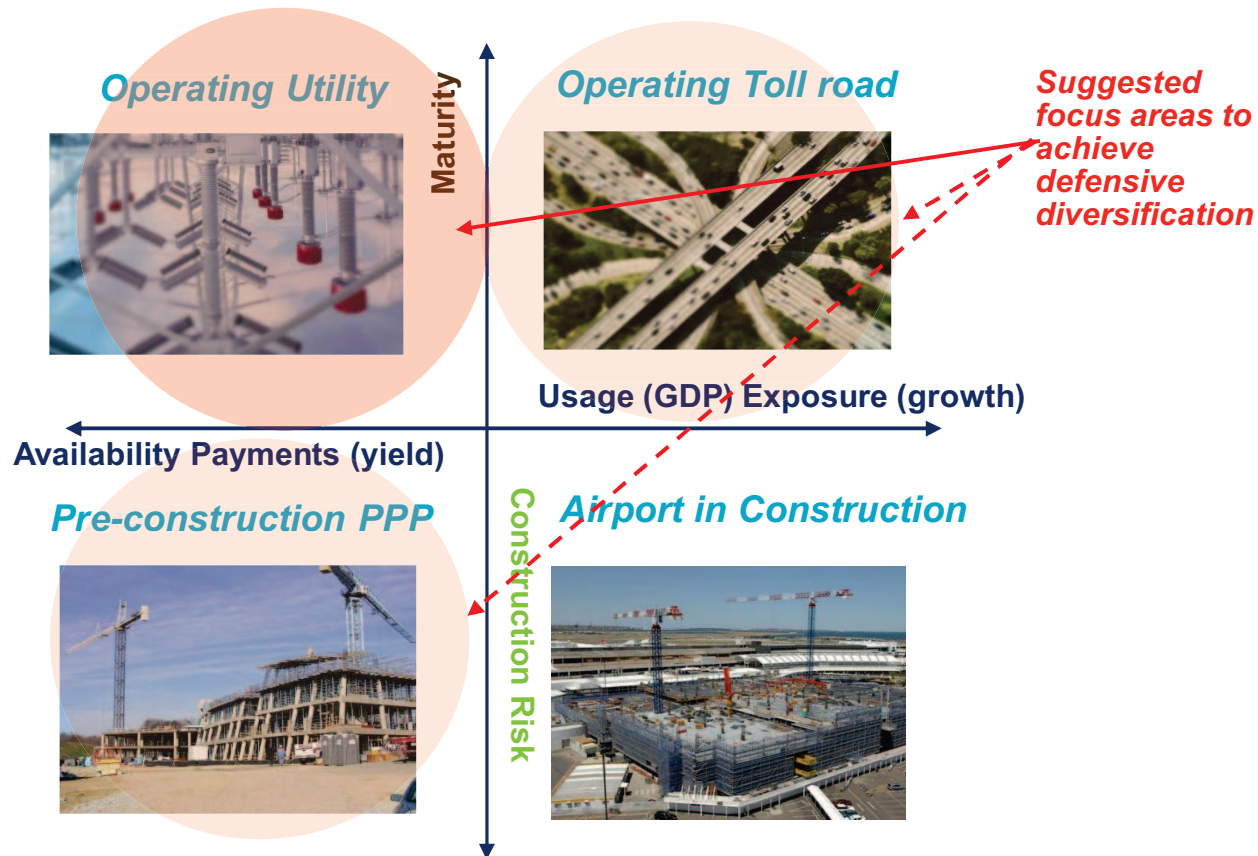 Operating Utility
Maturity
Operating Toll road
Suggested
focus areas to
achieve
defensive
diversification
Usage (GDP) Exposure (growth)
Availability Payments (yield)
Pre-construction PPP
Construction Risk
Airport in Construction